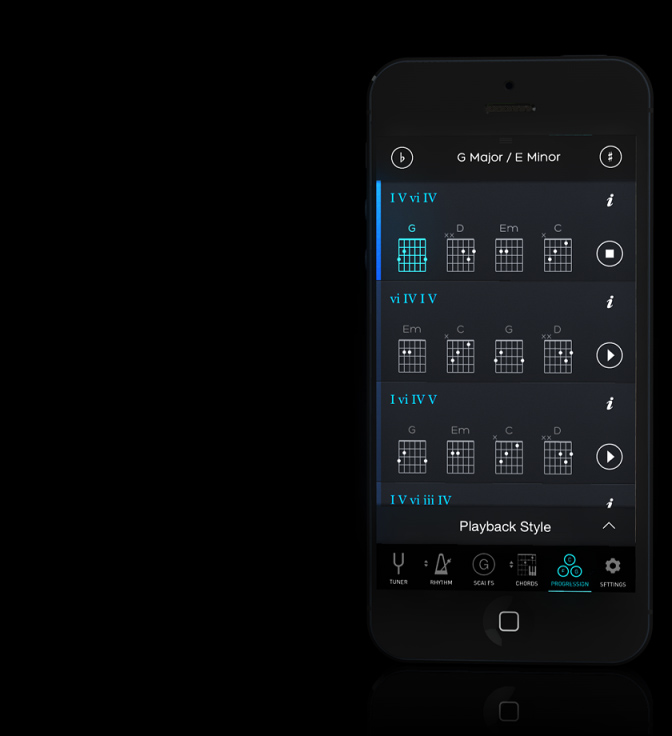 ♭ G Major / E Minor ♯
I V vi IV i
G D Em C
x x x
vi IV I V i
Em C G D
x x x
I vi IV V i
G Em C D
x x x
I V vi iii IV i
Playback Style
G C F G
TUNER RHYTHM SCALES CHORDS PROGRESSION SETTINGS